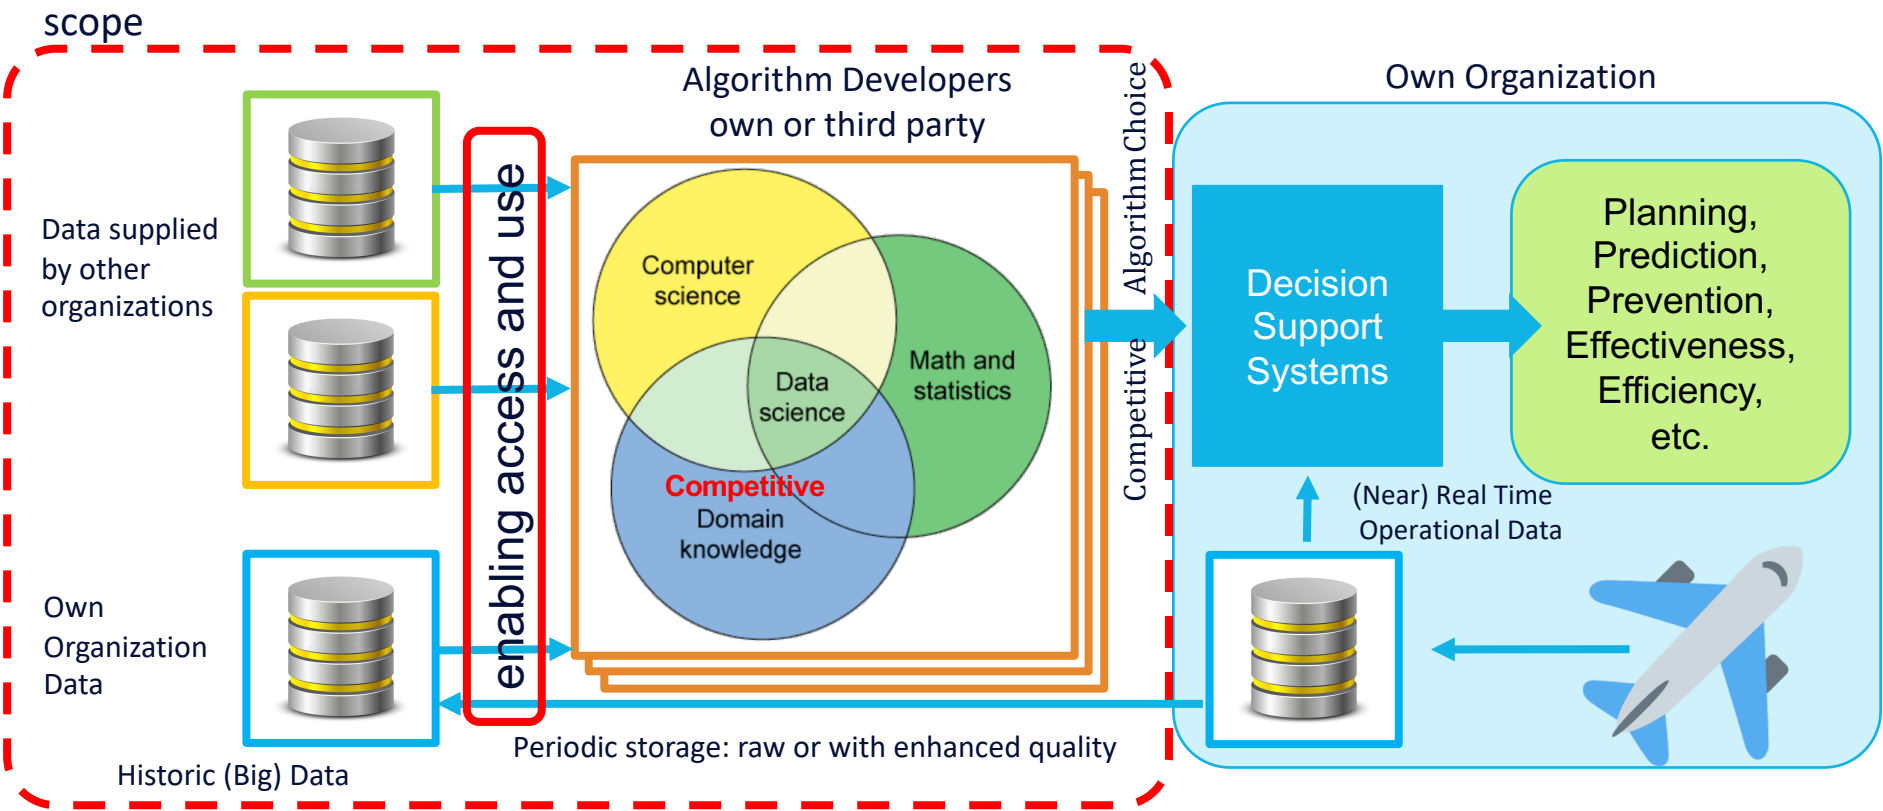 scope
Data supplied
by other
organizations
Own
Organization
Data
Historic (Big) Data
enabling access and use
Algorithm Developers
own or third party
Computer
science
Math and
statistics
Data
science
Competitive
Domain
knowledge
Periodic storage: raw or with enhanced quality
Competitive Algorithm Choice
Own Organization
Decision
Support
Systems
Planning,
Prediction,
Prevention,
Effectiveness,
Efficiency,
etc.
(Near) Real Time
Operational Data